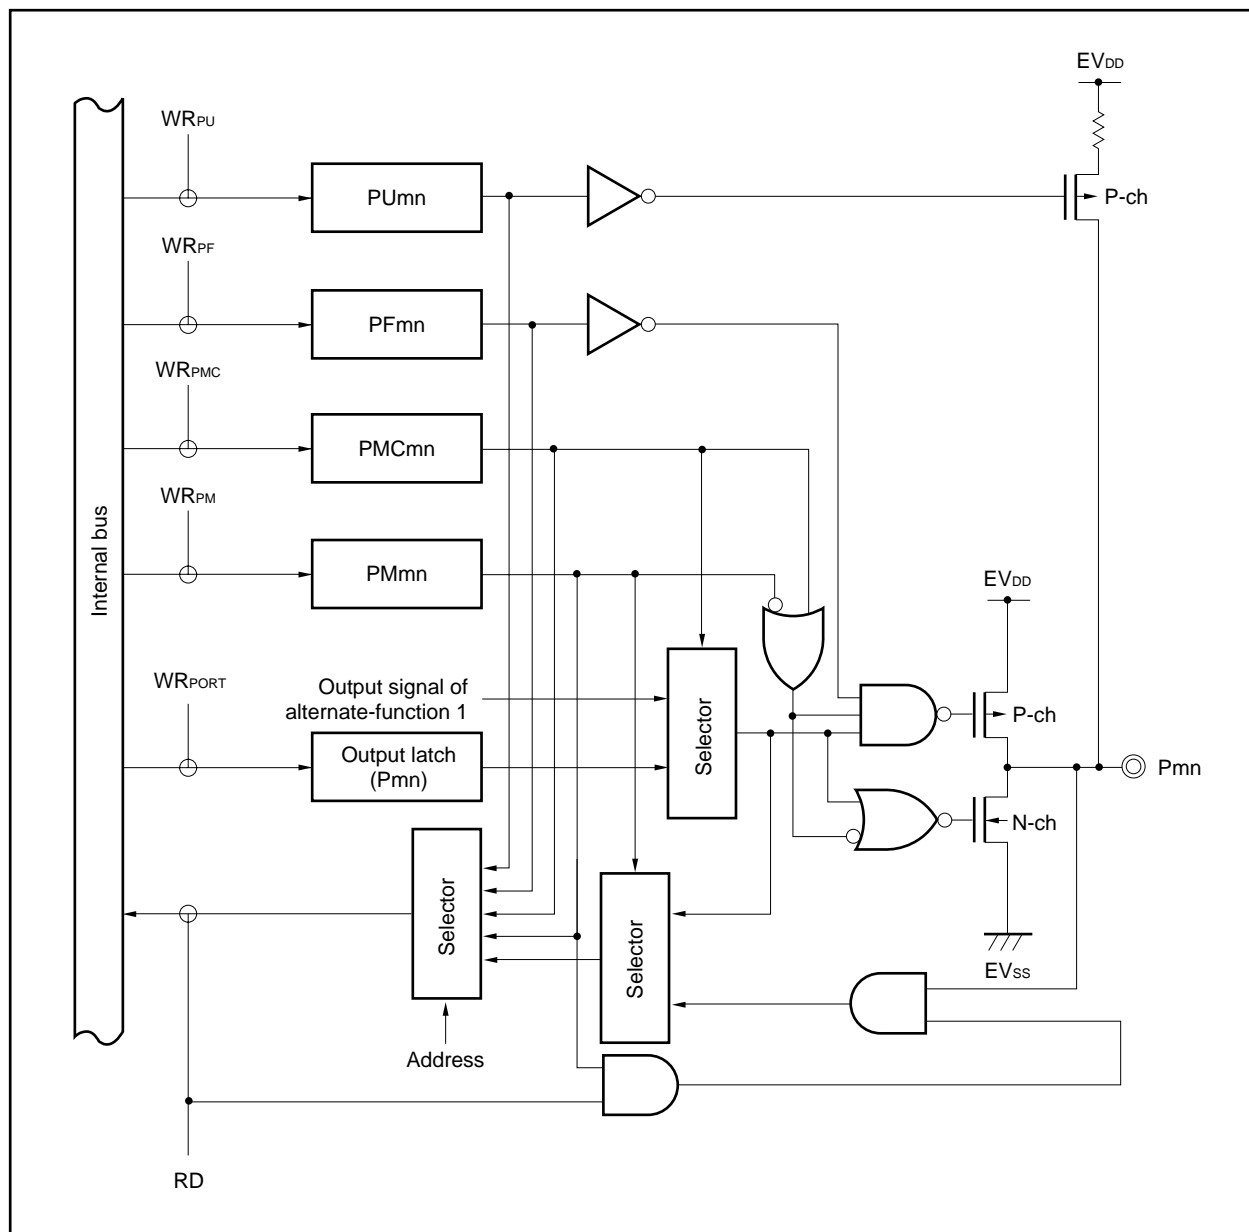 EVDD
WRPU
PUmn
P-ch
WRPF
PFmn
WRPMC
PMCmn
WRPM
Internal bus
PMmn
EVDD
WRPORT
Output signal of
alternate-function 1
Selector
P-ch
Output latch
(Pmn)
Pmn
N-ch
Selector
Selector
EVSS
Address
RD